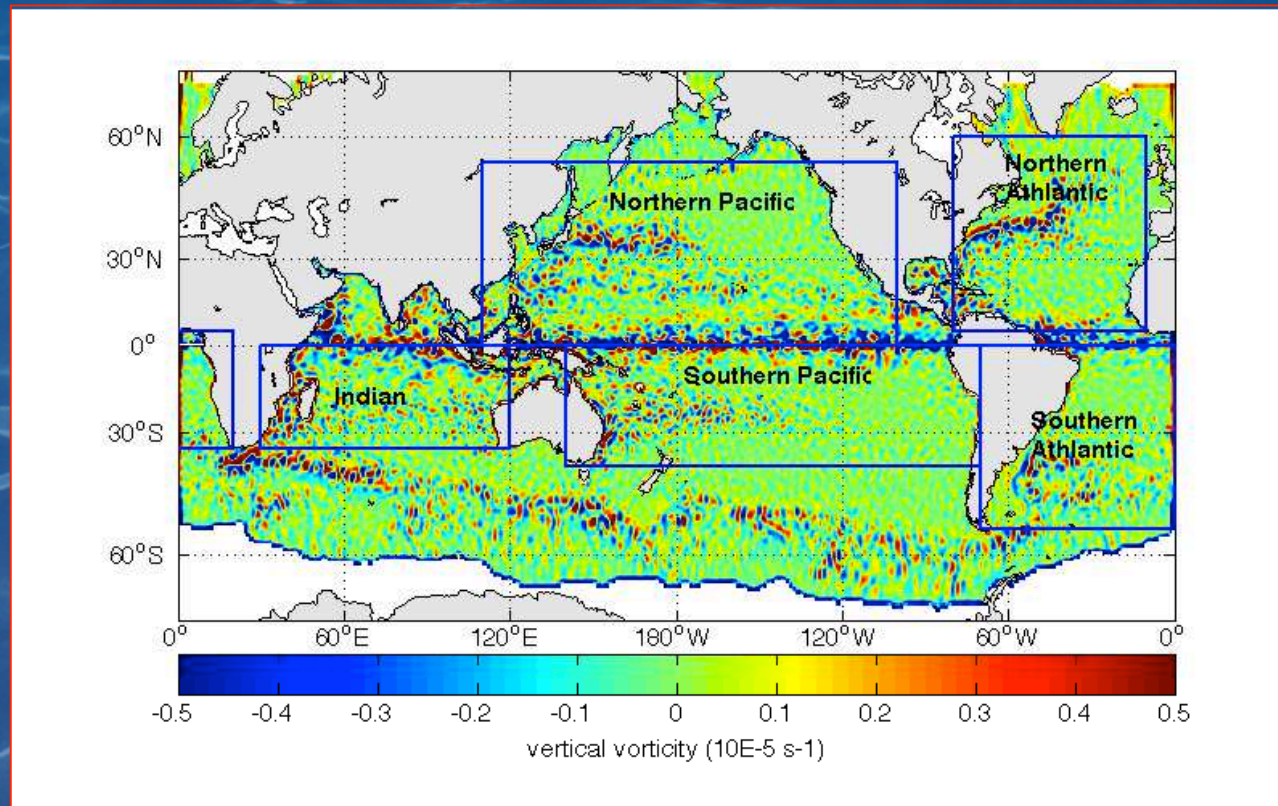 60°N
30°N
0°
30°S
60°S
Northern Pacific
Northern
Athlantic
Indian
Southern Pacific
Southern
Athlantic
0° 60°E 120°E 180°W 120°W 60°W 0°
-0.5 -0.4 -0.3 -0.2 -0.1 0 0.1 0.2 0.3 0.4 0.5
vertical vorticity (10E-5 s-1)